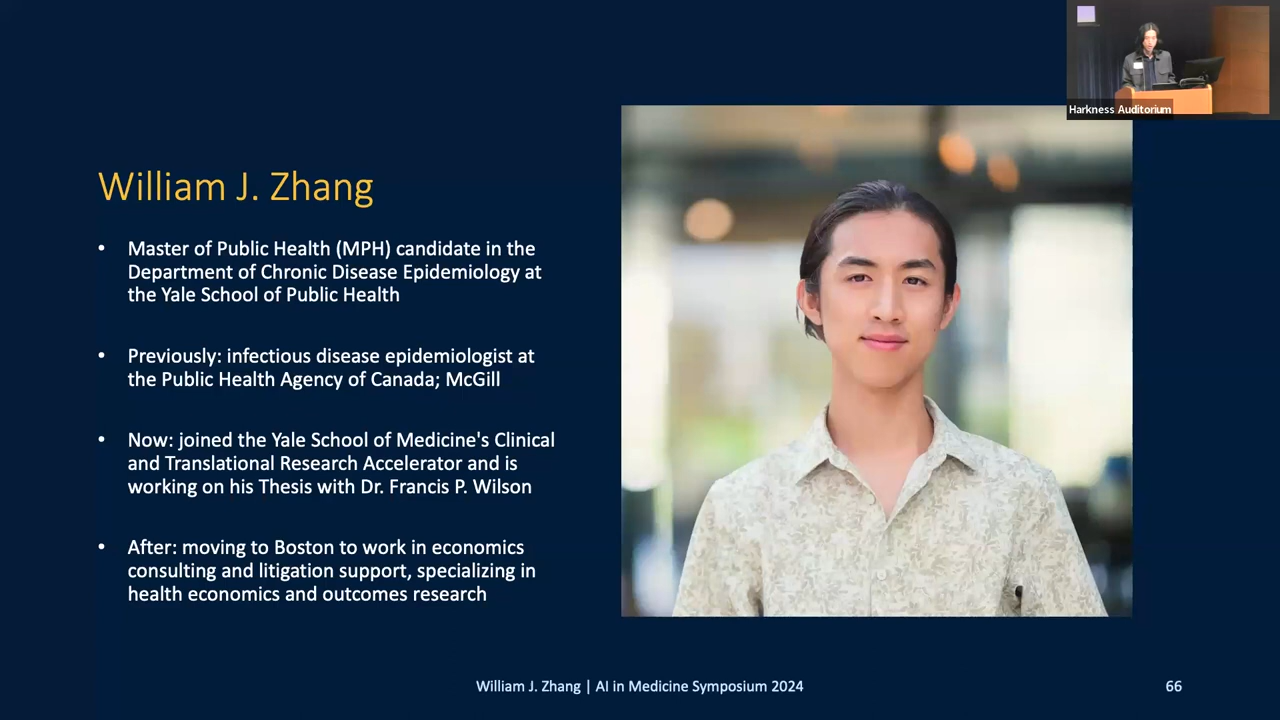 Harkness Auditorium
William J. Zhang
• Master of Public Health (MPH) candidate in the
Department of Chronic Disease Epidemiology at
the Yale School of Public Health
• Previously: infectious disease epidemiologist at
the Public Health Agency of Canada; McGill
• Now: joined the Yale School of Medicine's Clinical
and Translational Research Accelerator and is
working on his Thesis with Dr. Francis P. Wilson
• After: moving to Boston to work in economics
consulting and litigation support, specializing in
health economics and outcomes research
William J. Zhang | AI in Medicine Symposium 2024
66